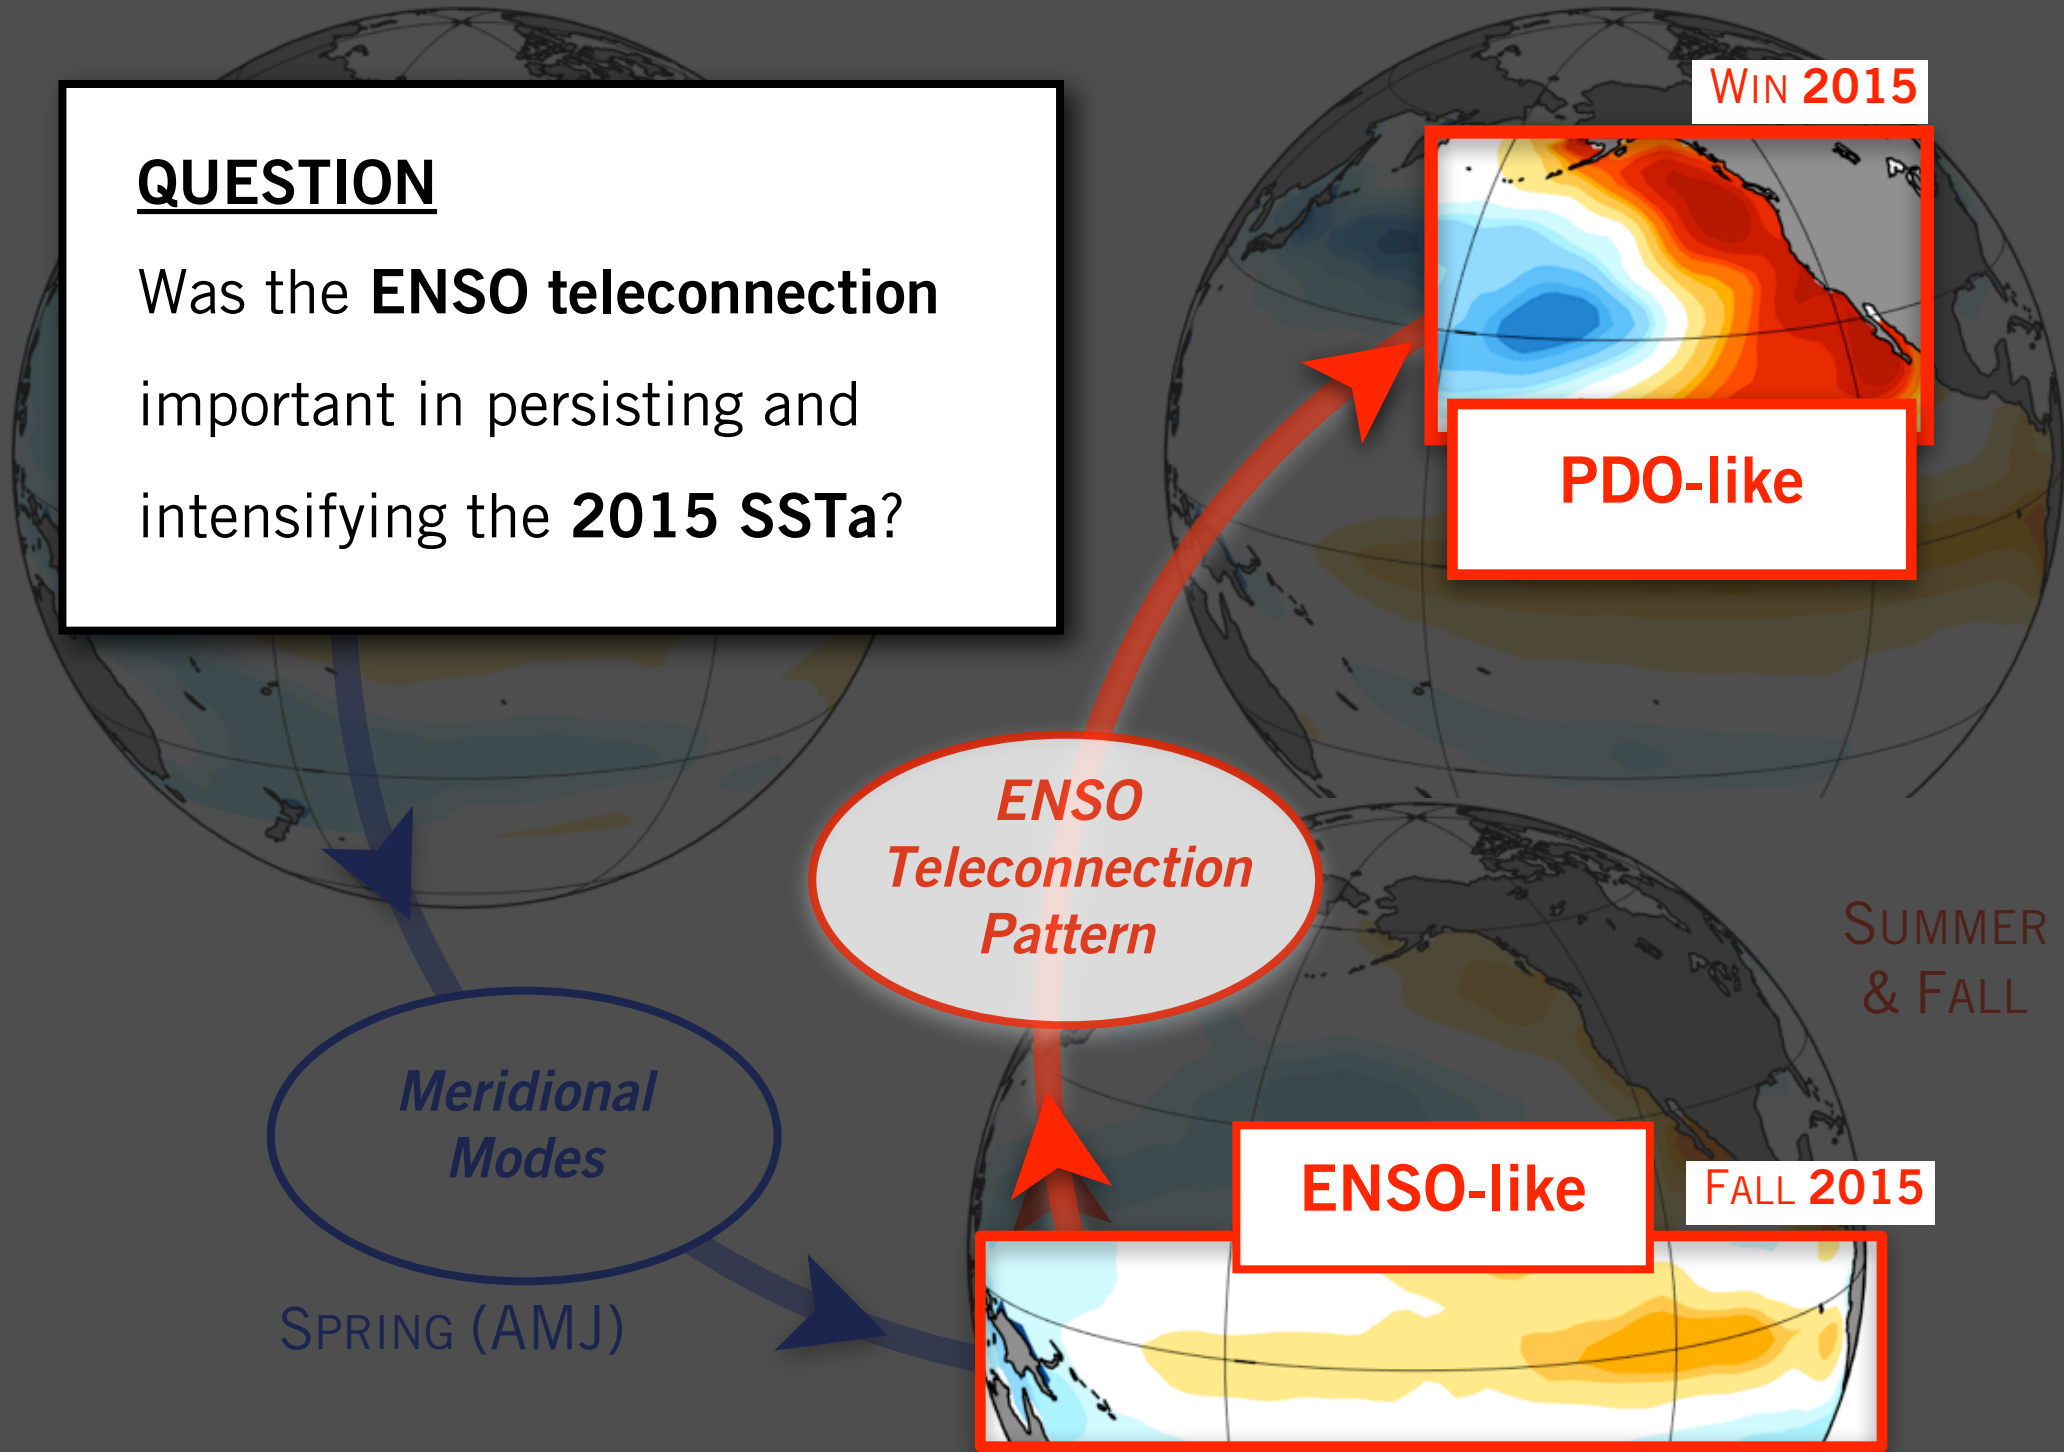 QUESTION
Was the ENSO teleconnection
important in persisting and
intensifying the 2015 SSTa?
WIN 2015
PDO-like
ENSO
Teleconnection
Pattern
SUMMER
& FALL
Meridional
Modes
SPRING (AMJ)
ENSO-like
FALL 2015